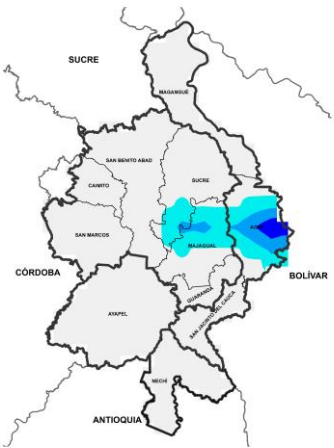 SUCRE
MAGANGUÉ
SAN BENITO ABAD
SUCRE
CAIMITO
SAN MARCOS
MAJAGUAL
CÓRDOBA
BOLÍVAR
GUARANDA
SAN JACINTO DEL CAUCA
AYAPEL
NECHÍ
ANTIOQUIA